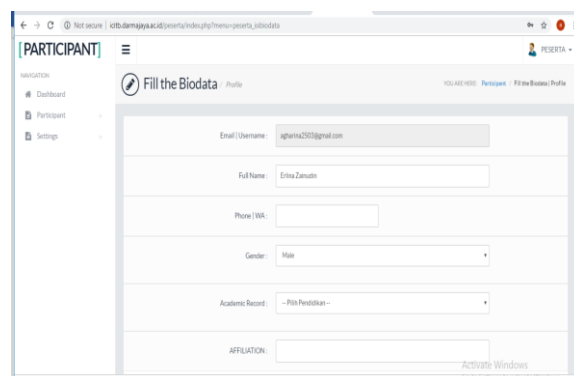 Not secure | icitb.darmajaya.ac.id/peserta/index.php?menu=peserta_isibiodata
[PARTICIPANT]
PESERTA
NAVIGATION
Dashboard
Participant
Settings
Fill the Biodata / Profile
YOU ARE HERE: Participant / Fill the Biodata | Profile
Email | Username :
agharina2503@gmail.com
Full Name :
Erlina Zainudin
Phone | WA :
Gender :
Male
Academic Record :
-- Pilih Pendidikan --
AFFILIATION :
Activate Windows